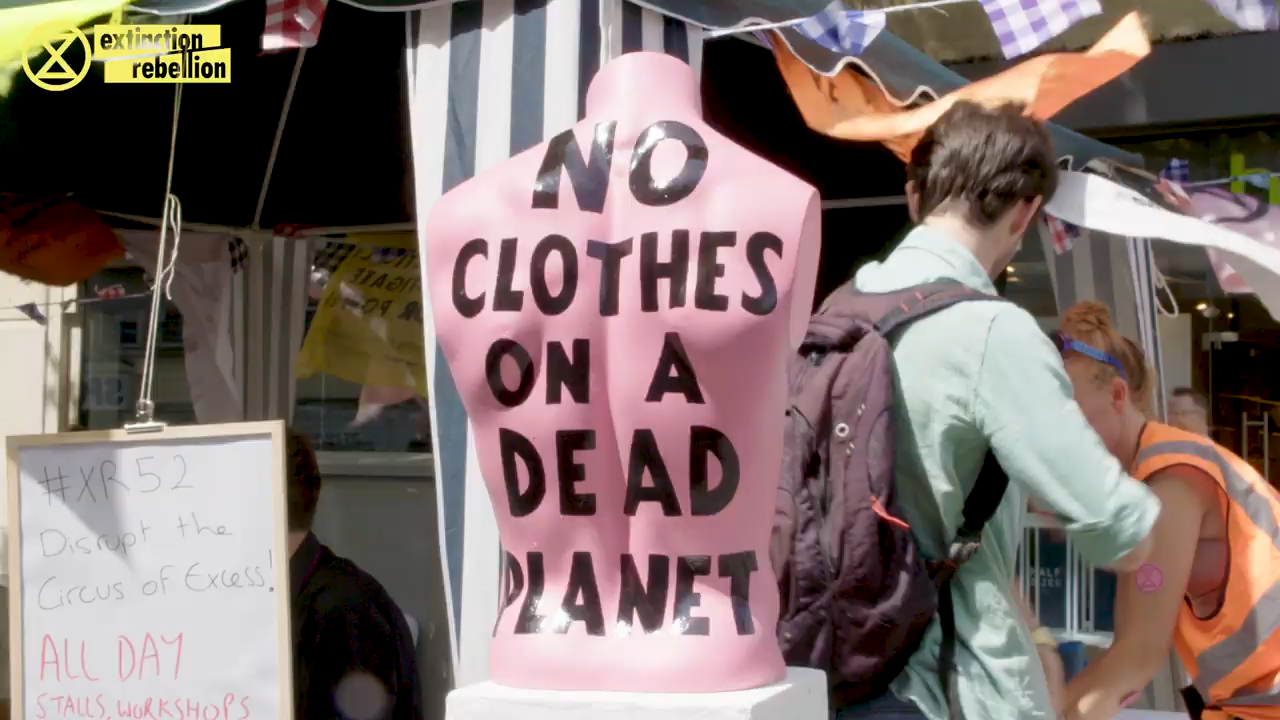 extinction
rebellion
NO
CLOTHES
ON A
DEAD
PLANET
#XR52
Disrupt the
Circus of Excess!
ALL DAY
STALLS, WORKSHOPS